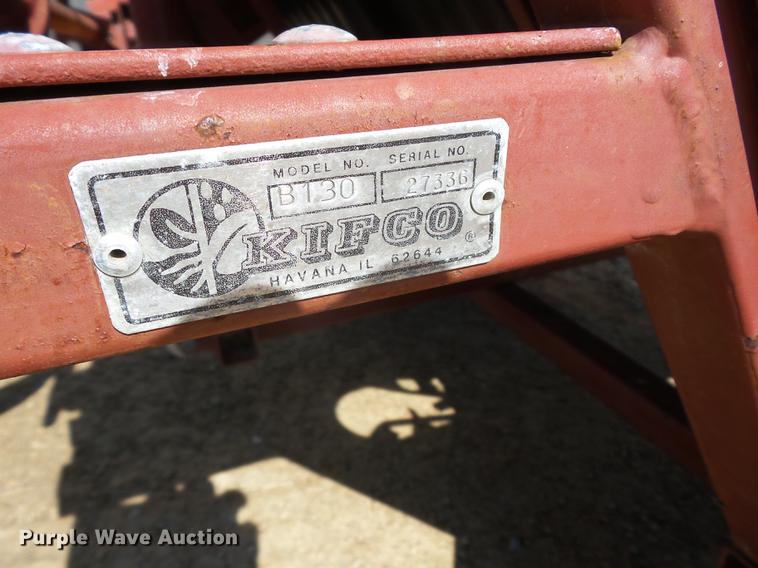 MODEL NO. SERIAL NO.
B130 27336
KIFCO ®
HAVANA IL 62644
Purple Wave Auction